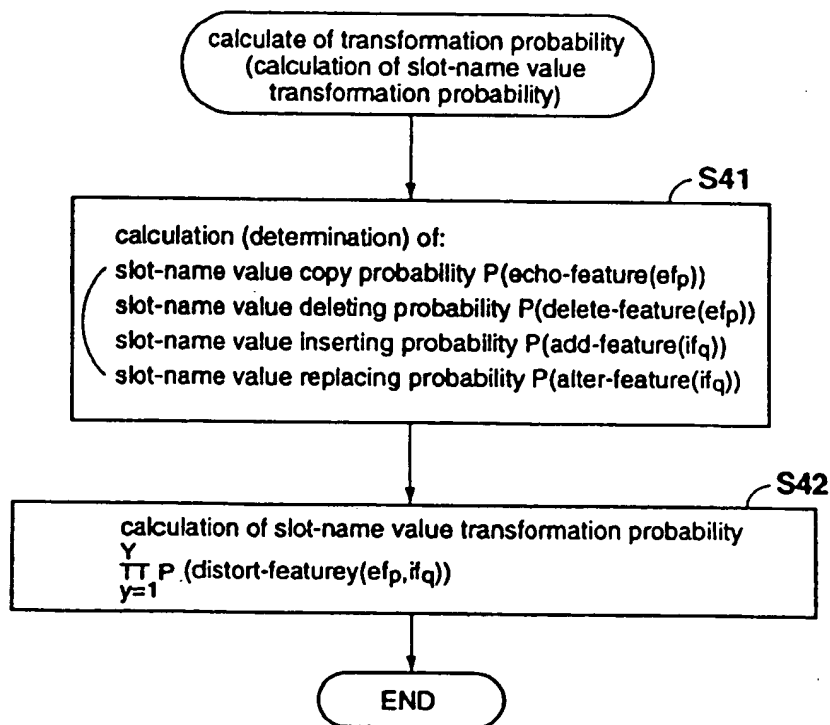 calculate of transformation probability
(calculation of slot-name value
transformation probability)
S41
calculation (determination) of:
slot-name value copy probability P(echo-feature(efp))
slot-name value deleting probability P(delete-feature(efp))
slot-name value inserting probability P(add-feature(ifq))
slot-name value replacing probability P(alter-feature(ifq))
S42
calculation of slot-name value transformation probability
Y
π P (distort-featurey(efp,ifq))
y=1
END